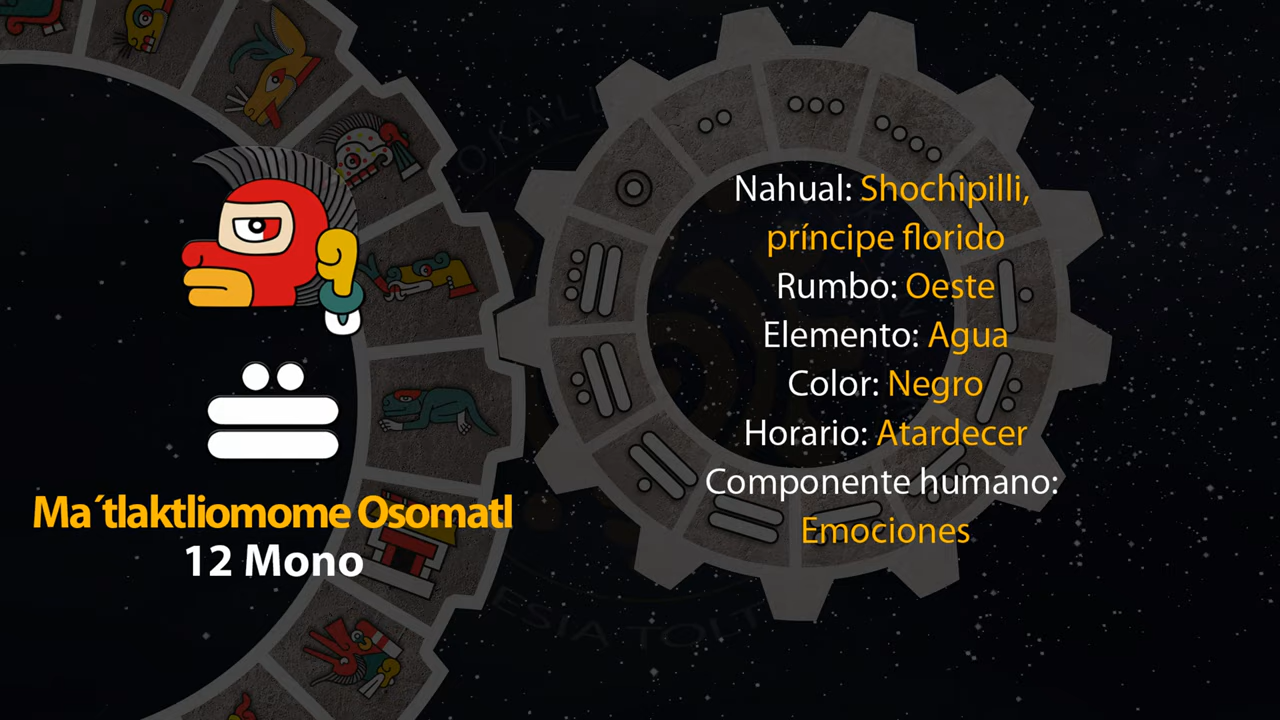 Ma´tlaktliomome Osomatl
12 Mono
Nahual: Shochipilli,
príncipe florido
Rumbo: Oeste
Elemento: Agua
Color: Negro
Horario: Atardecer
Componente humano:
Emociones